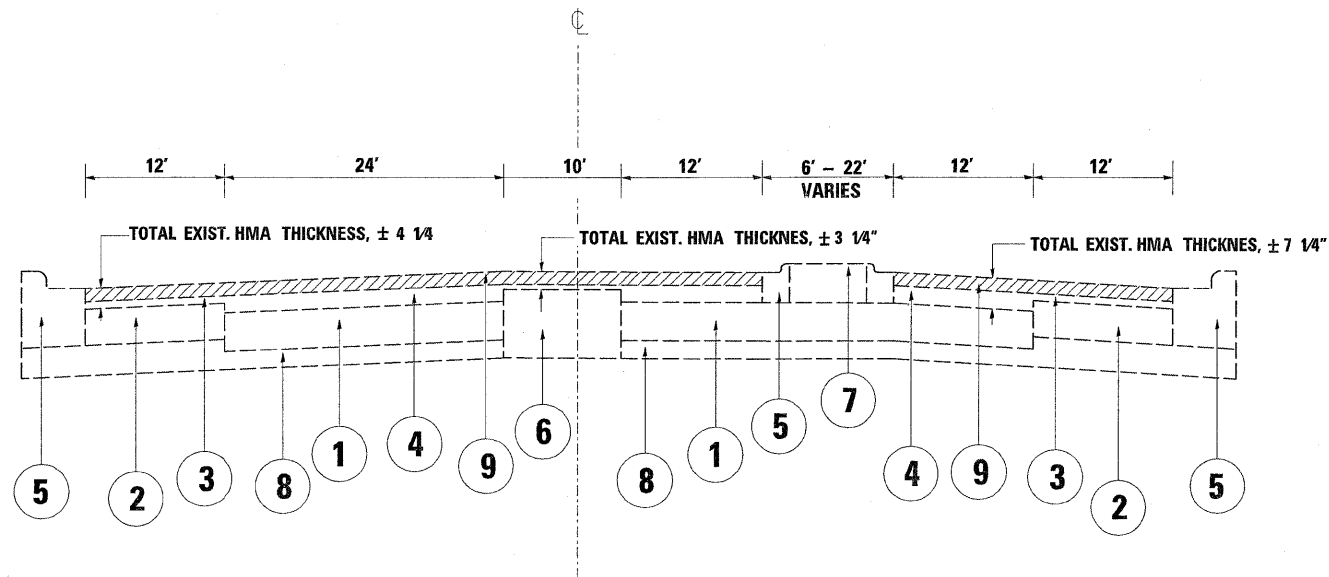 ℄
12' 24' 10' 12' 6' - 22' 12' 12'
VARIES
TOTAL EXIST. HMA THICKNESS, ± 4 1/4
TOTAL EXIST. HMA THICKNES, ± 3 1/4"
TOTAL EXIST. HMA THICKNES, ± 7 1/4"
5 2 3 8 1 4 9 6 8 1 5 7 4 9 3 2 5